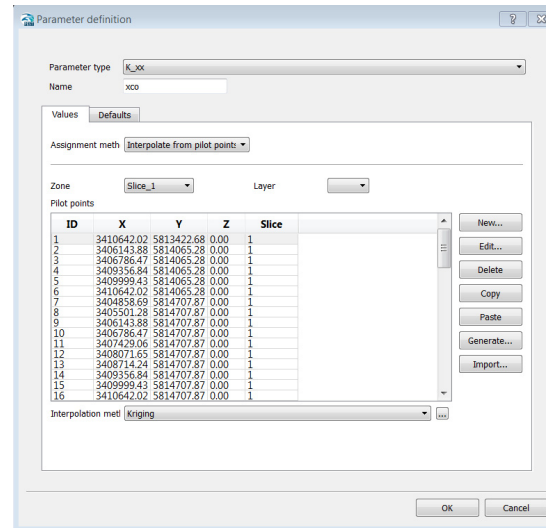 Parameter definition
Parameter type K_xx
Name xco
Values Defaults
Assignment meth Interpolate from pilot points
Zone Slice_1 Layer
Pilot points
ID X Y Z Slice
1 3410642.02 5813422.68 0.00 1
2 3406143.88 5814065.28 0.00 1
3 3406786.47 5814065.28 0.00 1
4 3409356.84 5814065.28 0.00 1
5 3409999.43 5814065.28 0.00 1
6 3410642.02 5814065.28 0.00 1
7 3404858.69 5814707.87 0.00 1
8 3405501.28 5814707.87 0.00 1
9 3406143.88 5814707.87 0.00 1
10 3406786.47 5814707.87 0.00 1
11 3407429.06 5814707.87 0.00 1
12 3408071.65 5814707.87 0.00 1
13 3408714.24 5814707.87 0.00 1
14 3409356.84 5814707.87 0.00 1
15 3409999.43 5814707.87 0.00 1
16 3410642.02 5814707.87 0.00 1
New...
Edit...
Delete
Copy
Paste
Generate...
Import...
Interpolation metl Kriging ...
OK Cancel